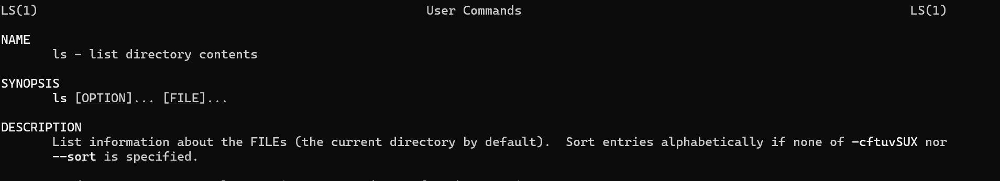 LS(1) User Commands LS(1)
NAME
ls - list directory contents
SYNOPSIS
ls [OPTION]... [FILE]...
DESCRIPTION
List information about the FILEs (the current directory by default). Sort entries alphabetically if none of -cftuvSUX nor
--sort is specified.